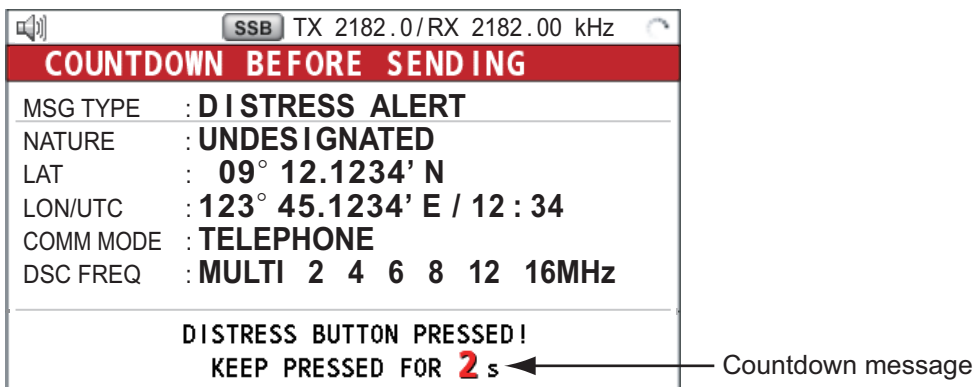 SSB TX 2182.0/RX 2182.00 kHz
COUNTDOWN BEFORE SENDING
MSG TYPE : DISTRESS ALERT
NATURE : UNDESIGNATED
LAT : 09° 12.1234’ N
LON/UTC : 123° 45.1234’ E / 12 : 34
COMM MODE : TELEPHONE
DSC FREQ : MULTI 2 4 6 8 12 16MHz
DISTRESS BUTTON PRESSED!
KEEP PRESSED FOR 2 s
Countdown message